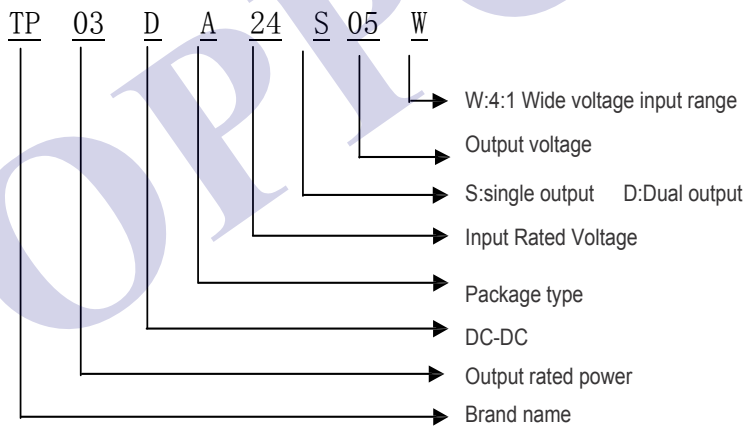 TP 03 D A 24 S 05 W
W:4:1 Wide voltage input range
Output voltage
S:single output D:Dual output
Input Rated Voltage
Package type
DC-DC
Output rated power
Brand name